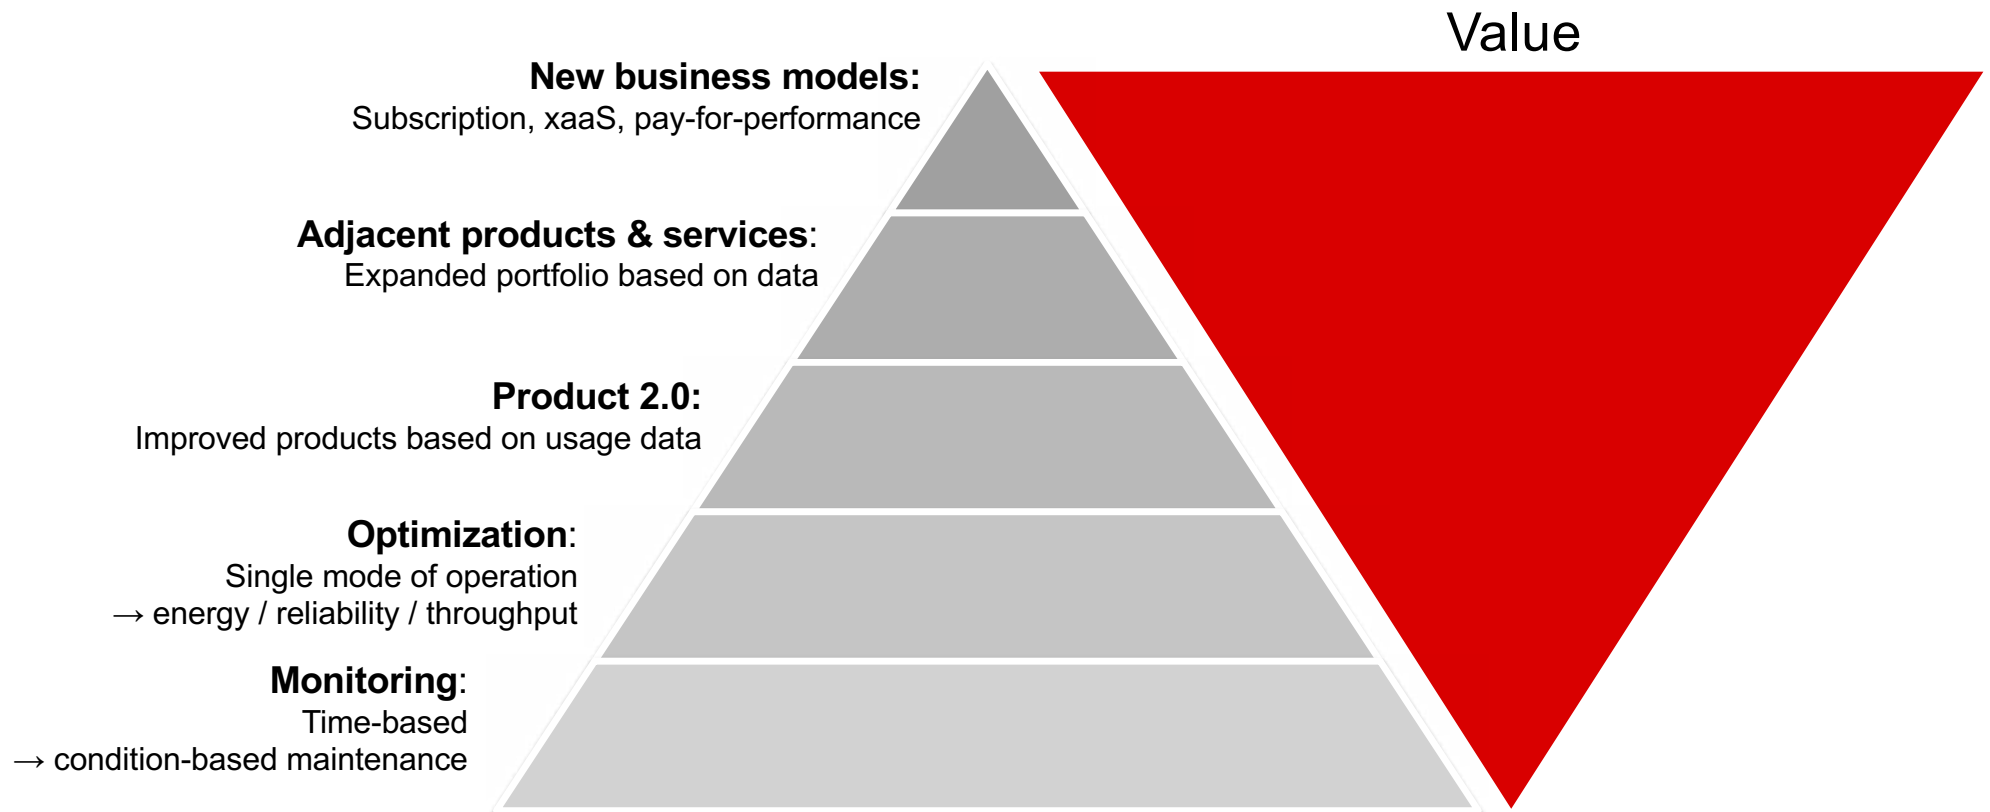 Value
New business models:
Subscription, xaaS, pay-for-performance
Adjacent products & services:
Expanded portfolio based on data
Product 2.0:
Improved products based on usage data
Optimization:
Single mode of operation
→ energy / reliability / throughput
Monitoring:
Time-based
→ condition-based maintenance